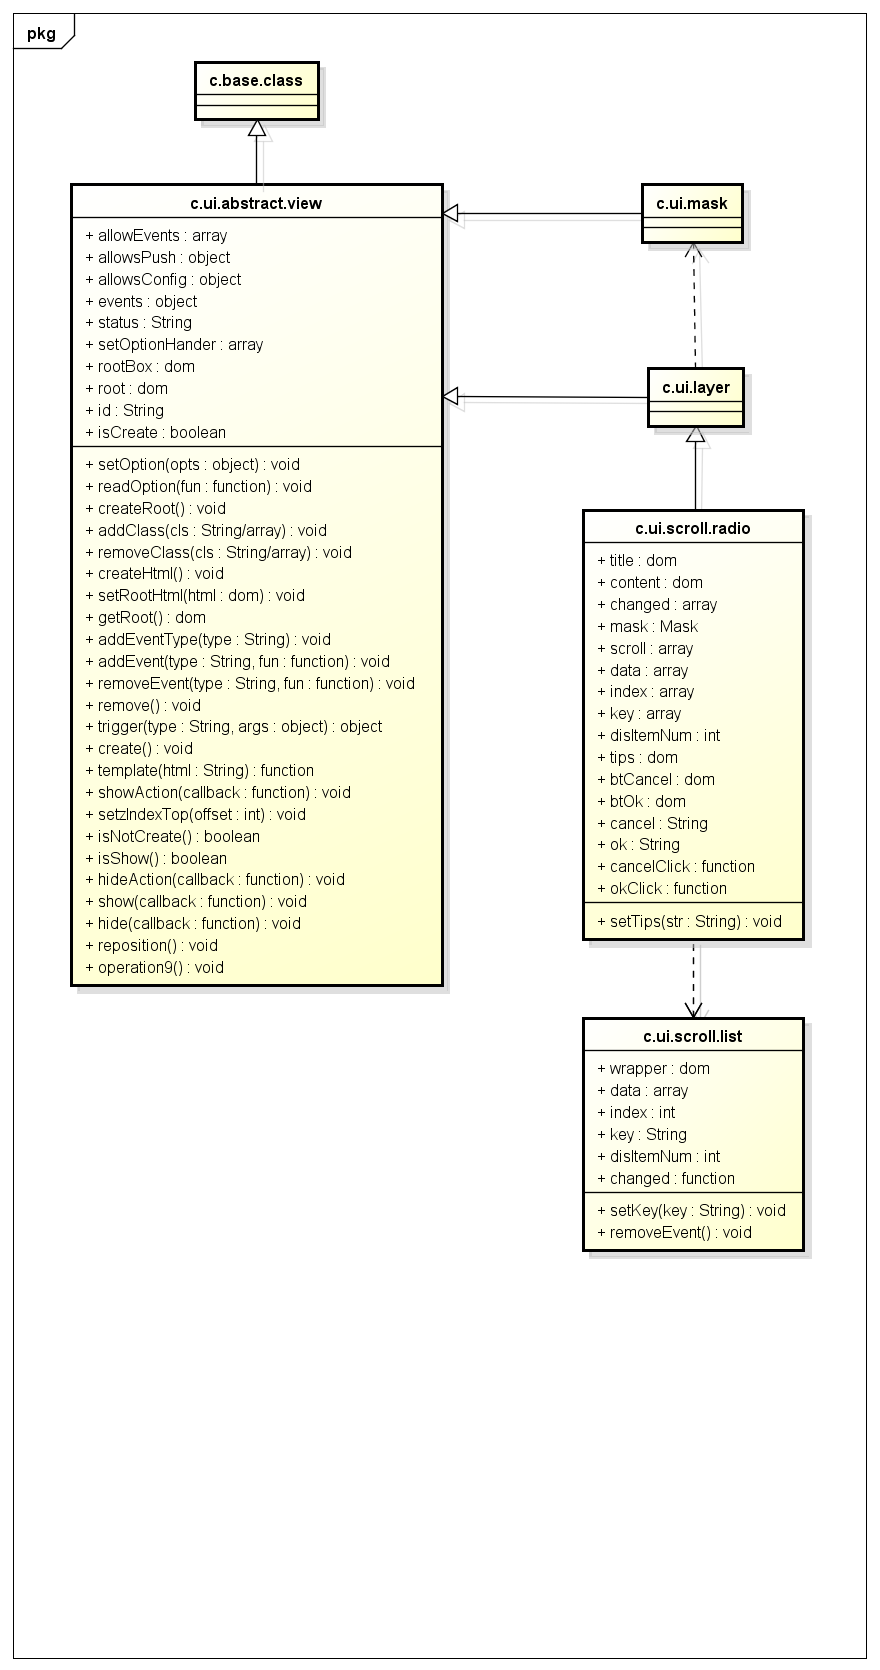 pkg
c.base.class
c.ui.abstract.view
+ allowEvents : array
+ allowsPush : object
+ allowsConfig : object
+ events : object
+ status : String
+ setOptionHander : array
+ rootBox : dom
+ root : dom
+ id : String
+ isCreate : boolean
+ setOption(opts : object) : void
+ readOption(fun : function) : void
+ createRoot() : void
+ addClass(cls : String/array) : void
+ removeClass(cls : String/array) : void
+ createHtml() : void
+ setRootHtml(html : dom) : void
+ getRoot() : dom
+ addEventType(type : String) : void
+ addEvent(type : String, fun : function) : void
+ removeEvent(type : String, fun : function) : void
+ remove() : void
+ trigger(type : String, args : object) : object
+ create() : void
+ template(html : String) : function
+ showAction(callback : function) : void
+ setzIndexTop(offset : int) : void
+ isNotCreate() : boolean
+ isShow() : boolean
+ hideAction(callback : function) : void
+ show(callback : function) : void
+ hide(callback : function) : void
+ reposition() : void
+ operation9() : void
c.ui.mask
c.ui.layer
c.ui.scroll.radio
+ title : dom
+ content : dom
+ changed : array
+ mask : Mask
+ scroll : array
+ data : array
+ index : array
+ key : array
+ disItemNum : int
+ tips : dom
+ btCancel : dom
+ btOk : dom
+ cancel : String
+ ok : String
+ cancelClick : function
+ okClick : function
+ setTips(str : String) : void
c.ui.scroll.list
+ wrapper : dom
+ data : array
+ index : int
+ key : String
+ disItemNum : int
+ changed : function
+ setKey(key : String) : void
+ removeEvent() : void